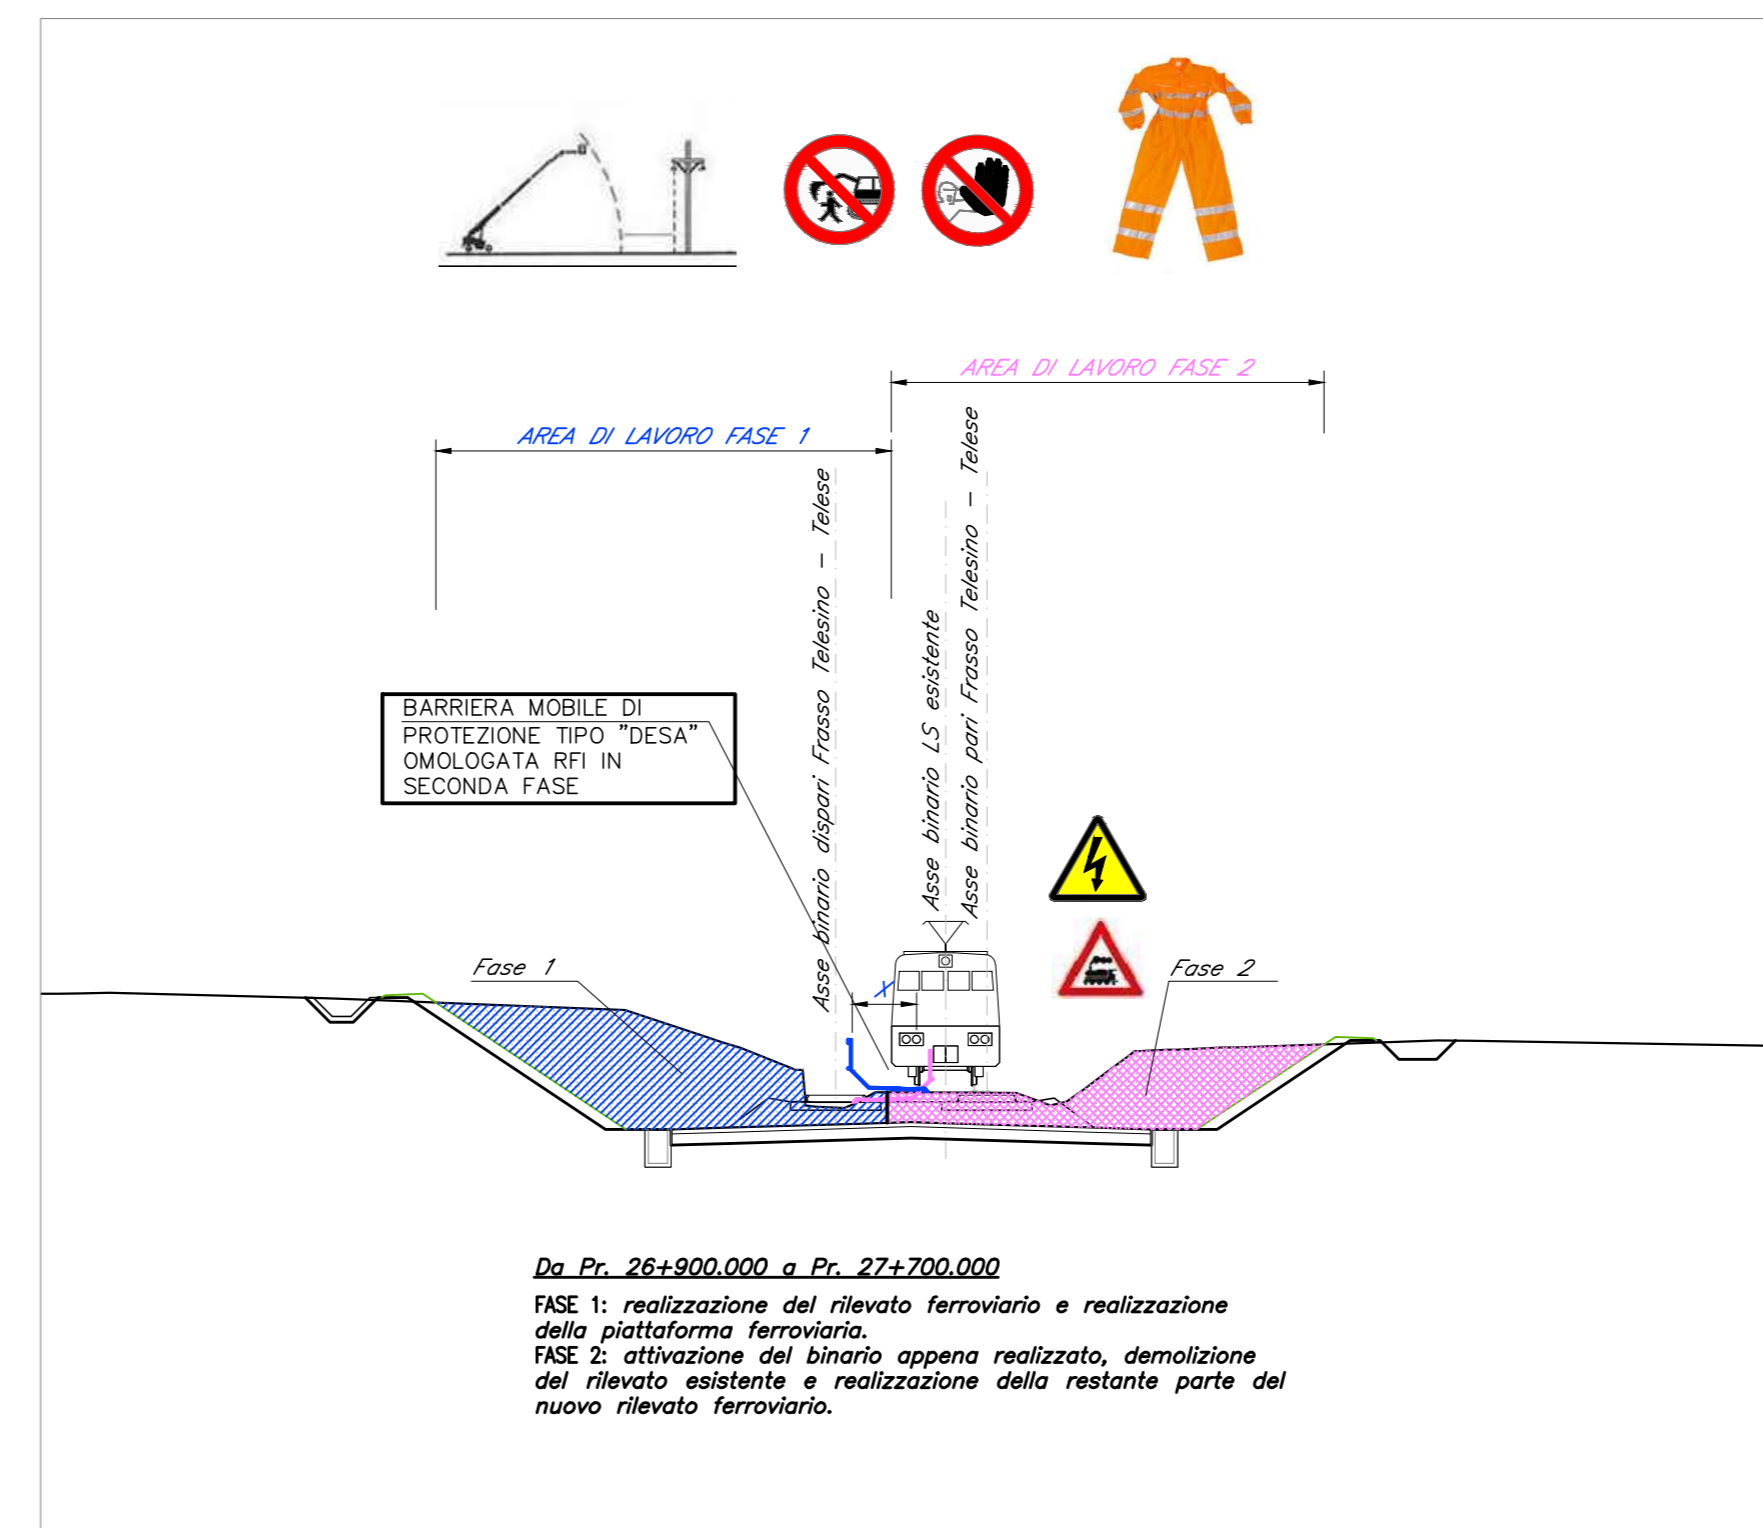 AREA DI LAVORO FASE 2
AREA DI LAVORO FASE 1
Asse binario dispari Frasso Telesino - Telese
Asse binario LS esistente
Asse binario pari Frasso Telesino - Telese
BARRIERA MOBILE DI
PROTEZIONE TIPO "DESA"
OMOLOGATA RFI IN
SECONDA FASE
Fase 1
X
Fase 2
Da Pr. 26+900.000 a Pr. 27+700.000
FASE 1: realizzazione del rilevato ferroviario e realizzazione
della piattaforma ferroviaria.
FASE 2: attivazione del binario appena realizzato, demolizione
del rilevato esistente e realizzazione della restante parte del
nuovo rilevato ferroviario.